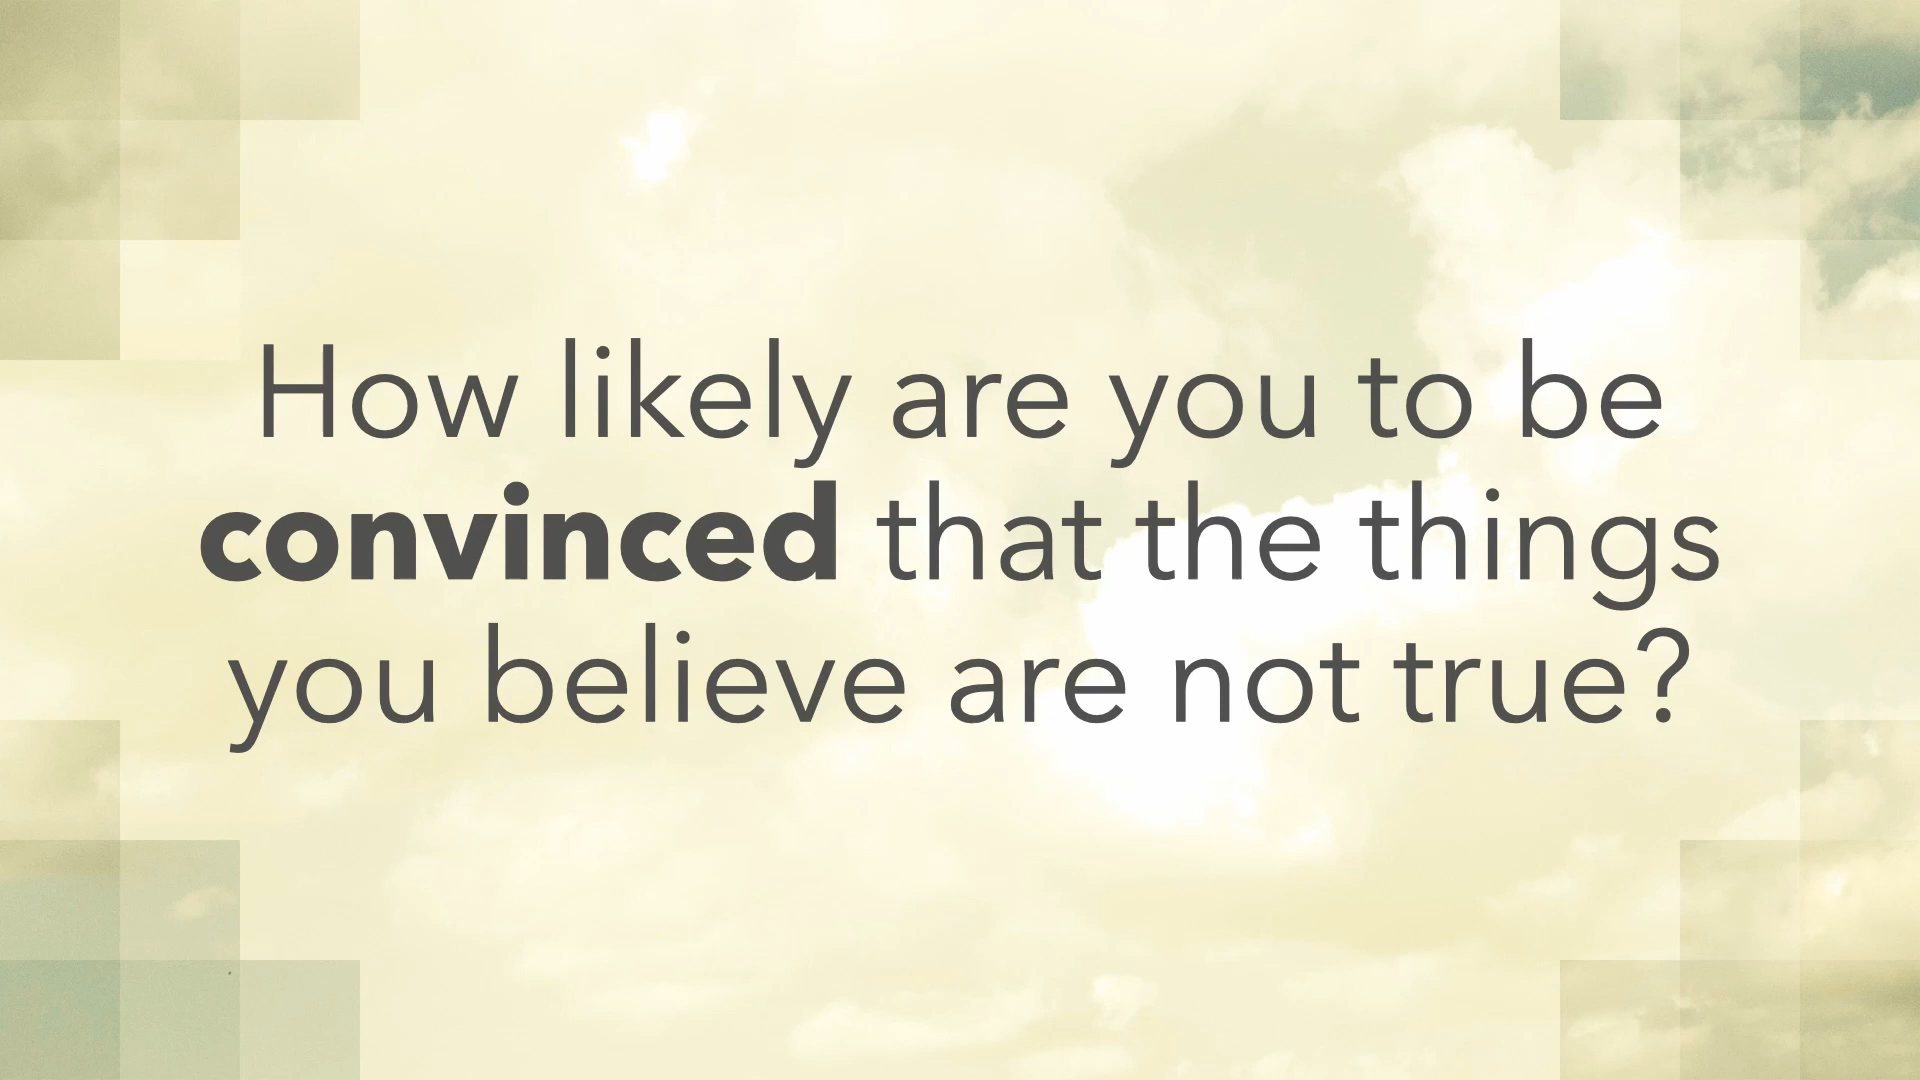 How likely are you to be
convinced that the things
you believe are not true?